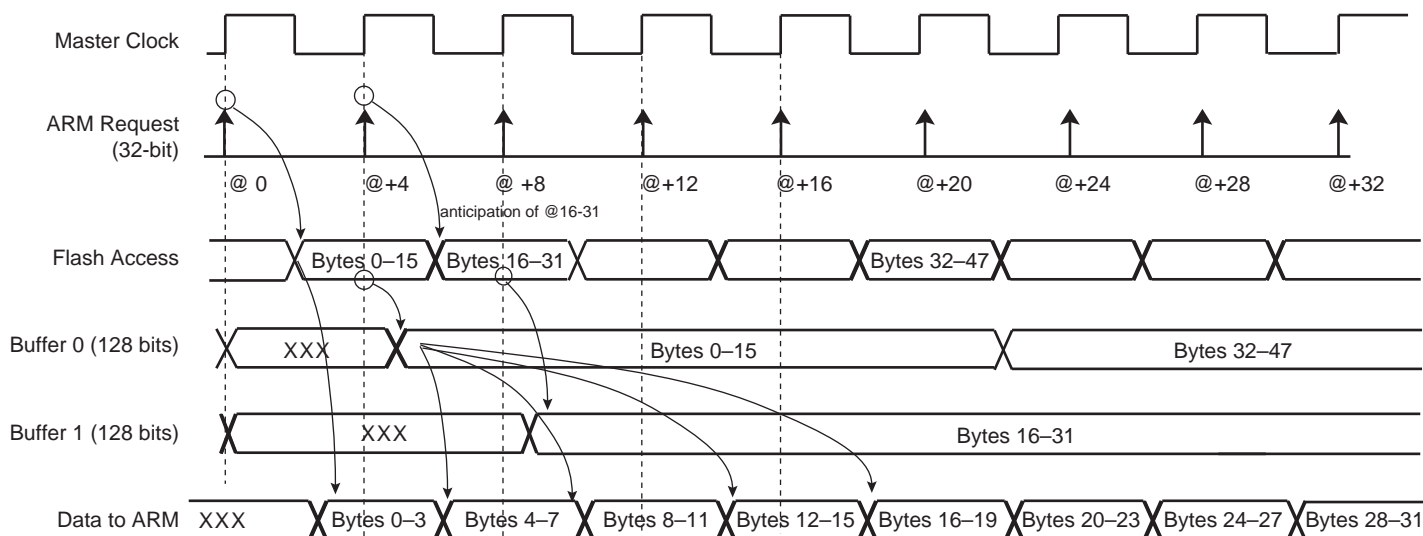 Master Clock
ARM Request
(32-bit)
@ 0 @+4 @ +8 @+12 @+16 @+20 @+24 @+28 @+32
anticipation of @16-31
Flash Access Bytes 0–15 Bytes 16–31 Bytes 32–47
Buffer 0 (128 bits) XXX Bytes 0–15 Bytes 32–47
Buffer 1 (128 bits) XXX Bytes 16–31
Data to ARM XXX Bytes 0–3 Bytes 4–7 Bytes 8–11 Bytes 12–15 Bytes 16–19 Bytes 20–23 Bytes 24–27 Bytes 28–31